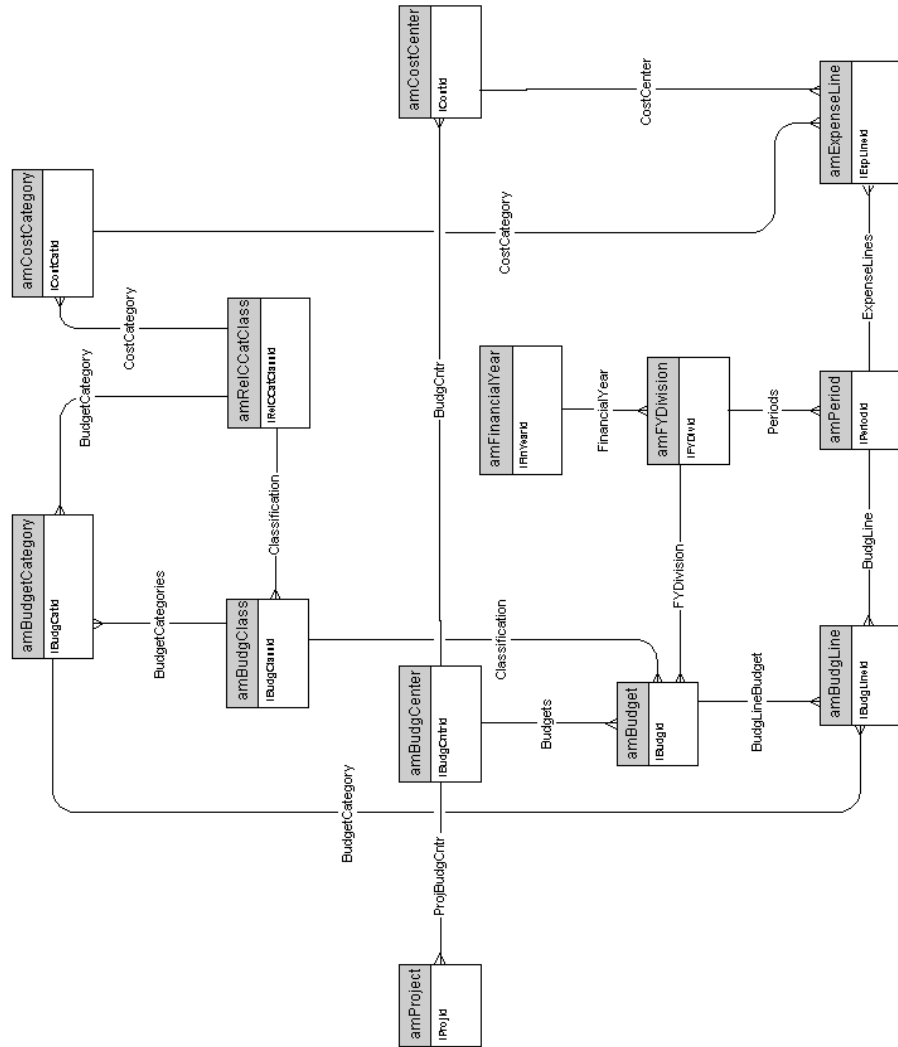 amProject
lProjId
ProjBudgCntr
BudgetCategory
amBudgetCategory
lBudgCatId
BudgetCategories
amBudgClass
lBudgClassId
amBudgCenter
lBudgCntrId
Budgets
amBudget
lBudgId
BudgLineBudget
amBudgLine
lBudgLineId
Classification
FYDivision
BudgLine
BudgetCategory
Classification
amRelCCatClass
lRelCCatClassId
CostCategory
amCostCategory
lCostCatId
BudgCntr
amFinancialYear
lFinYearId
FinancialYear
amFYDivision
lFYDivId
Periods
amPeriod
lPeriodId
ExpenseLines
CostCategory
amCostCenter
lCostId
CostCenter
amExpenseLine
lExpLineId